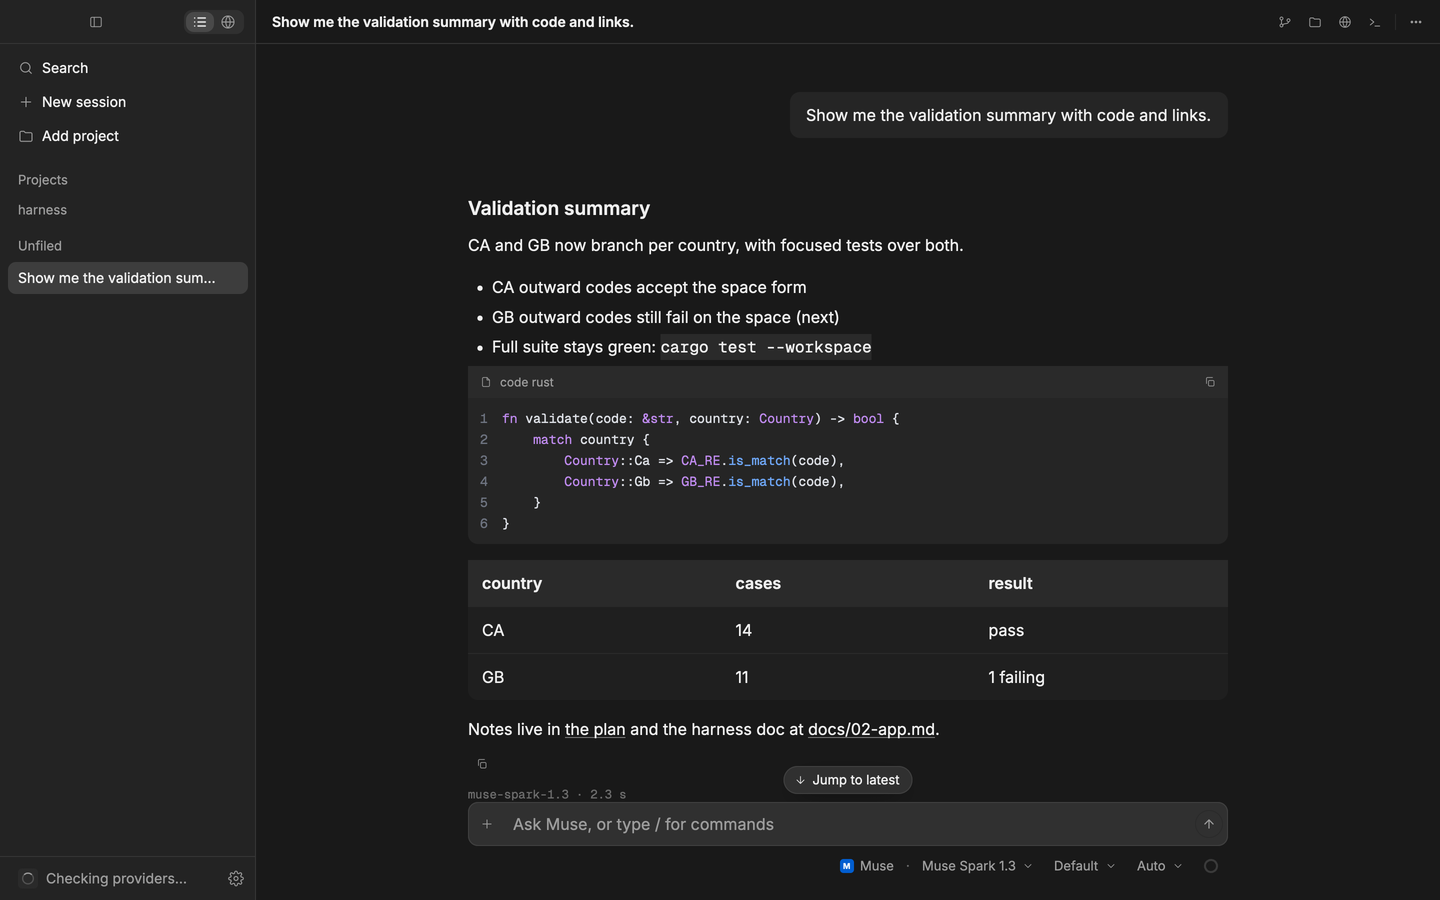 Show me the validation summary with code and links.
Search
New session
Add project
Projects
harness
Unfiled
Show me the validation sum...
Show me the validation summary with code and links.
Validation summary
CA and GB now branch per country, with focused tests over both.
• CA outward codes accept the space form
• GB outward codes still fail on the space (next)
• Full suite stays green: cargo test --workspace
code rust
1 fn validate(code: &str, country: Country) -> bool {
2     match country {
3         Country::Ca => CA_RE.is_match(code),
4         Country::Gb => GB_RE.is_match(code),
5     }
6 }
country cases result
CA 14 pass
GB 11 1 failing
Notes live in the plan and the harness doc at docs/02-app.md.
Jump to latest
muse-spark-1.3 · 2.3 s
Ask Muse, or type / for commands
M Muse · Muse Spark 1.3 Default Auto
Checking providers...